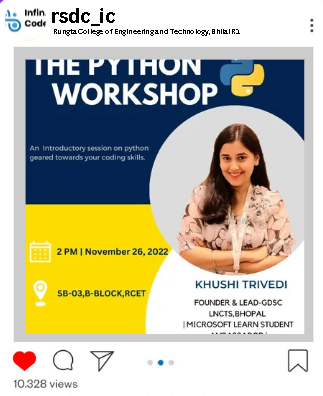 Infin
Code
rsdc_ic
Rungta College of Engineering and Technology, Bhilai R1
THE PYTHON
WORKSHOP
An Introductory session on python
geared towards your coding skills.
2 PM | November 26, 2022
SB-03,B-BLOCK,RCET
KHUSHI TRIVEDI
FOUNDER & LEAD-GDSC
LNCTS,BHOPAL
| MICROSOFT LEARN STUDENT
AMBASSADOR |
10.328 views